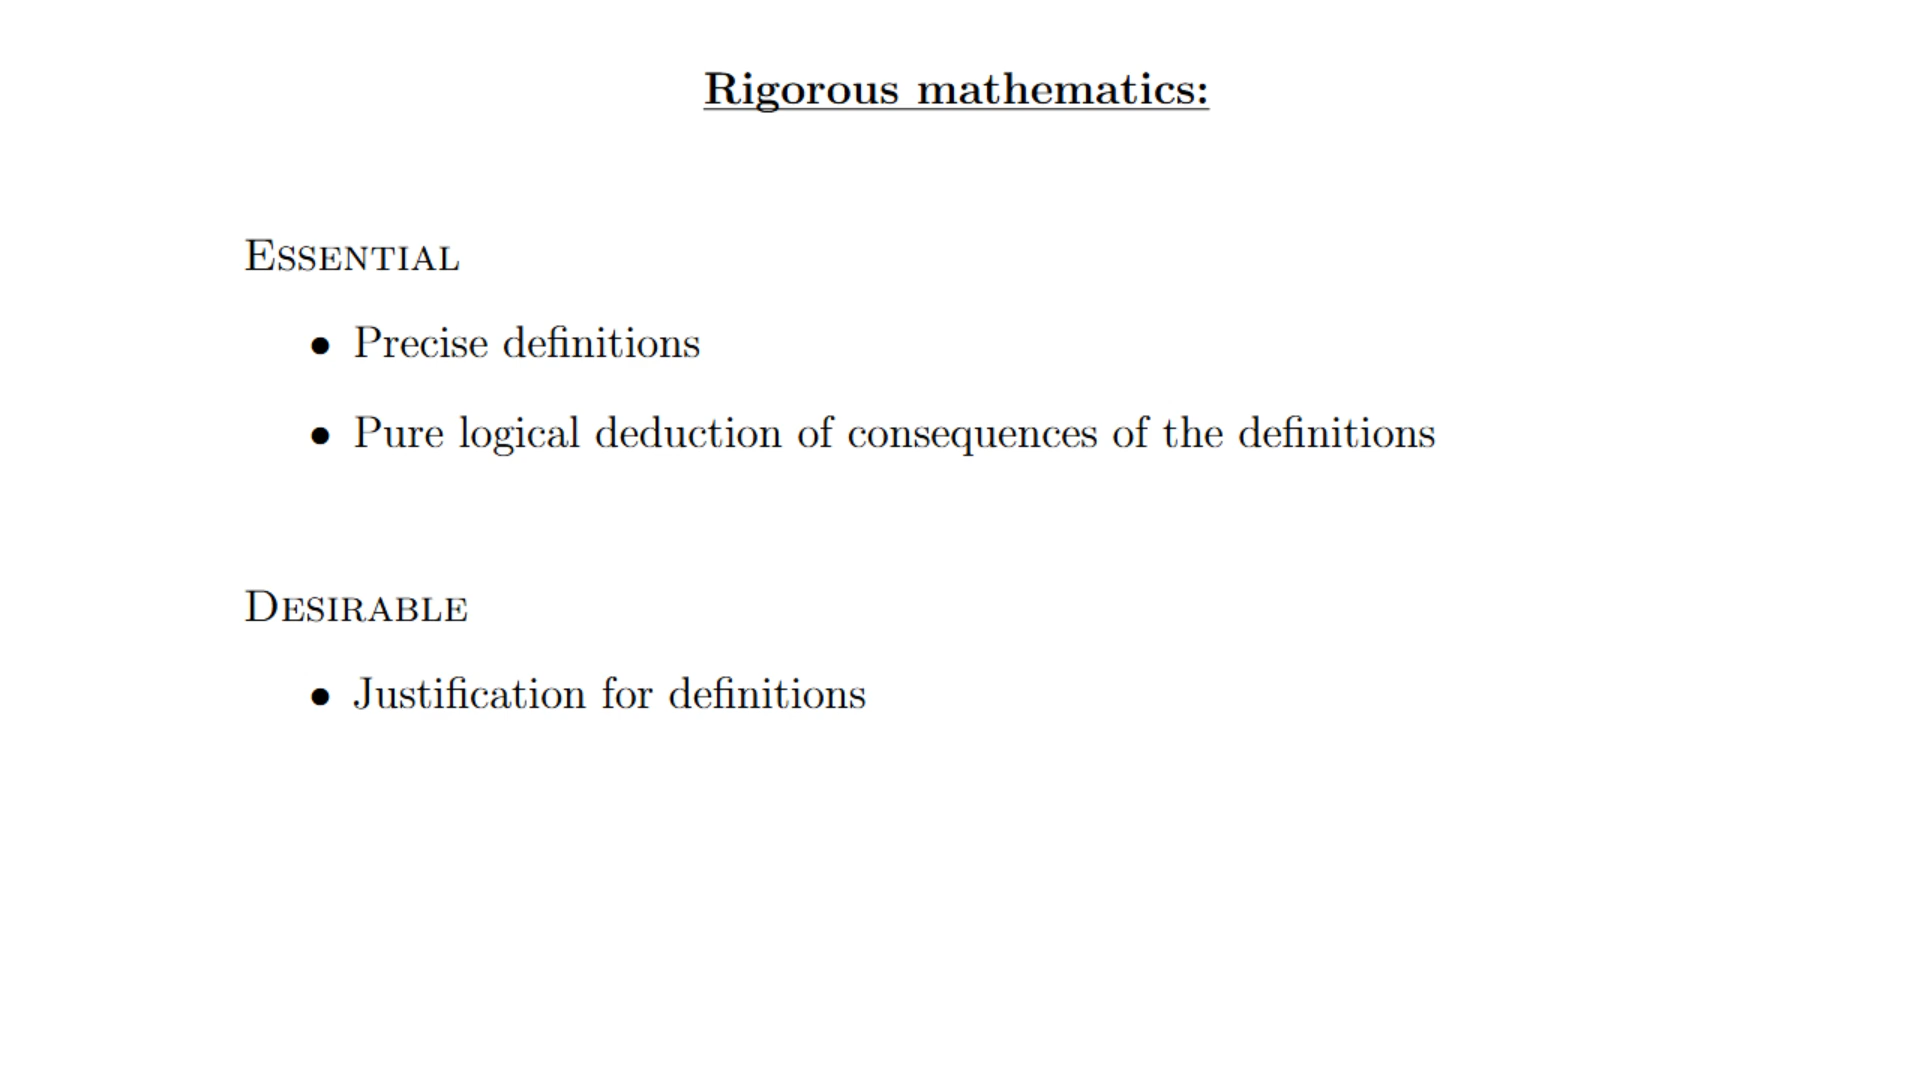 Rigorous mathematics:
Essential
• Precise definitions
• Pure logical deduction of consequences of the definitions
Desirable
• Justification for definitions